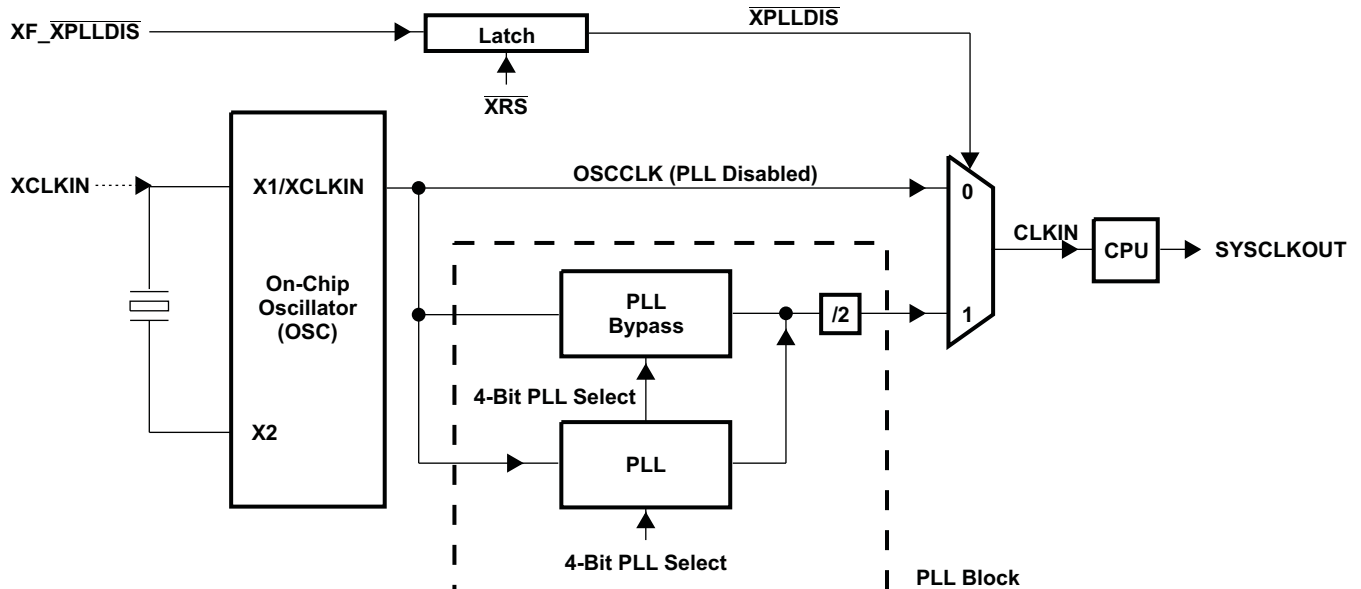 XF_XPLLDIS
Latch
XPLLDIS
XRS
XCLKIN
X1/XCLKIN
On-Chip
Oscillator
(OSC)
X2
OSCCLK (PLL Disabled)
0
1
CLKIN
CPU
SYSCLKOUT
PLL
Bypass
/2
4-Bit PLL Select
PLL
4-Bit PLL Select
PLL Block